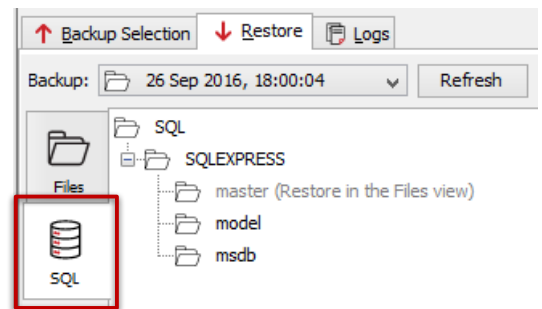 Backup Selection Restore Logs
Backup: 26 Sep 2016, 18:00:04 Refresh
SQL
SQLEXPRESS
Files
master (Restore in the Files view)
model
msdb
SQL